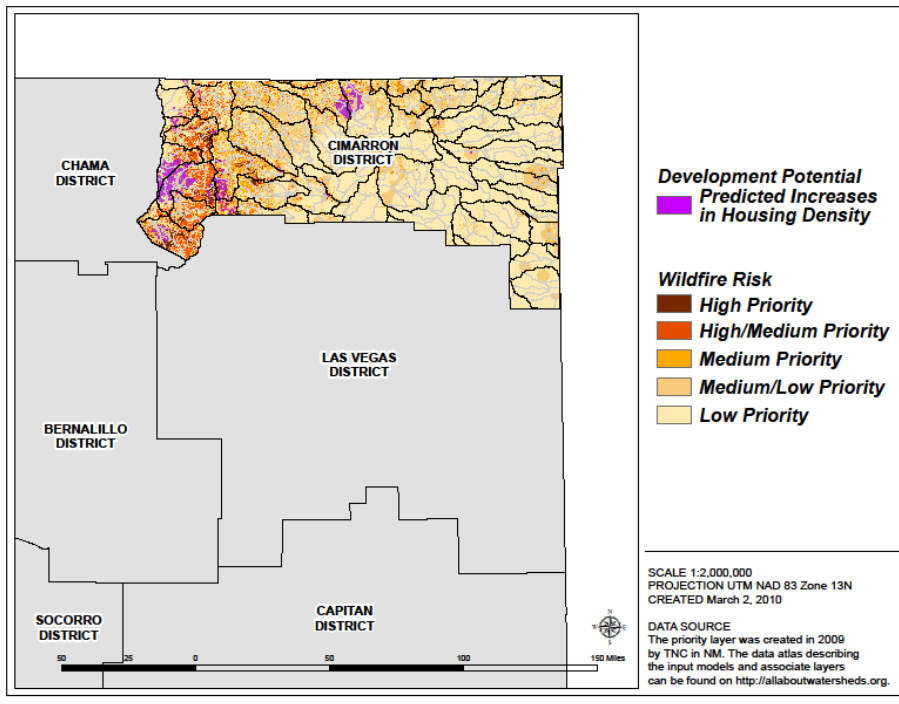 CHAMA
DISTRICT
CIMARRON
DISTRICT
LAS VEGAS
DISTRICT
BERNALILLO
DISTRICT
SOCORRO
DISTRICT
CAPITAN
DISTRICT
N
W
E
S
50 25 0 50 100 150 Miles
Development Potential
Predicted Increases
in Housing Density
Wildfire Risk
High Priority
High/Medium Priority
Medium Priority
Medium/Low Priority
Low Priority
SCALE 1:2,000,000
PROJECTION UTM NAD 83 Zone 13N
CREATED March 2, 2010
DATA SOURCE
The priority layer was created in 2009
by TNC in NM. The data atlas describing
the input models and associate layers
can be found on http://allaboutwatersheds.org.